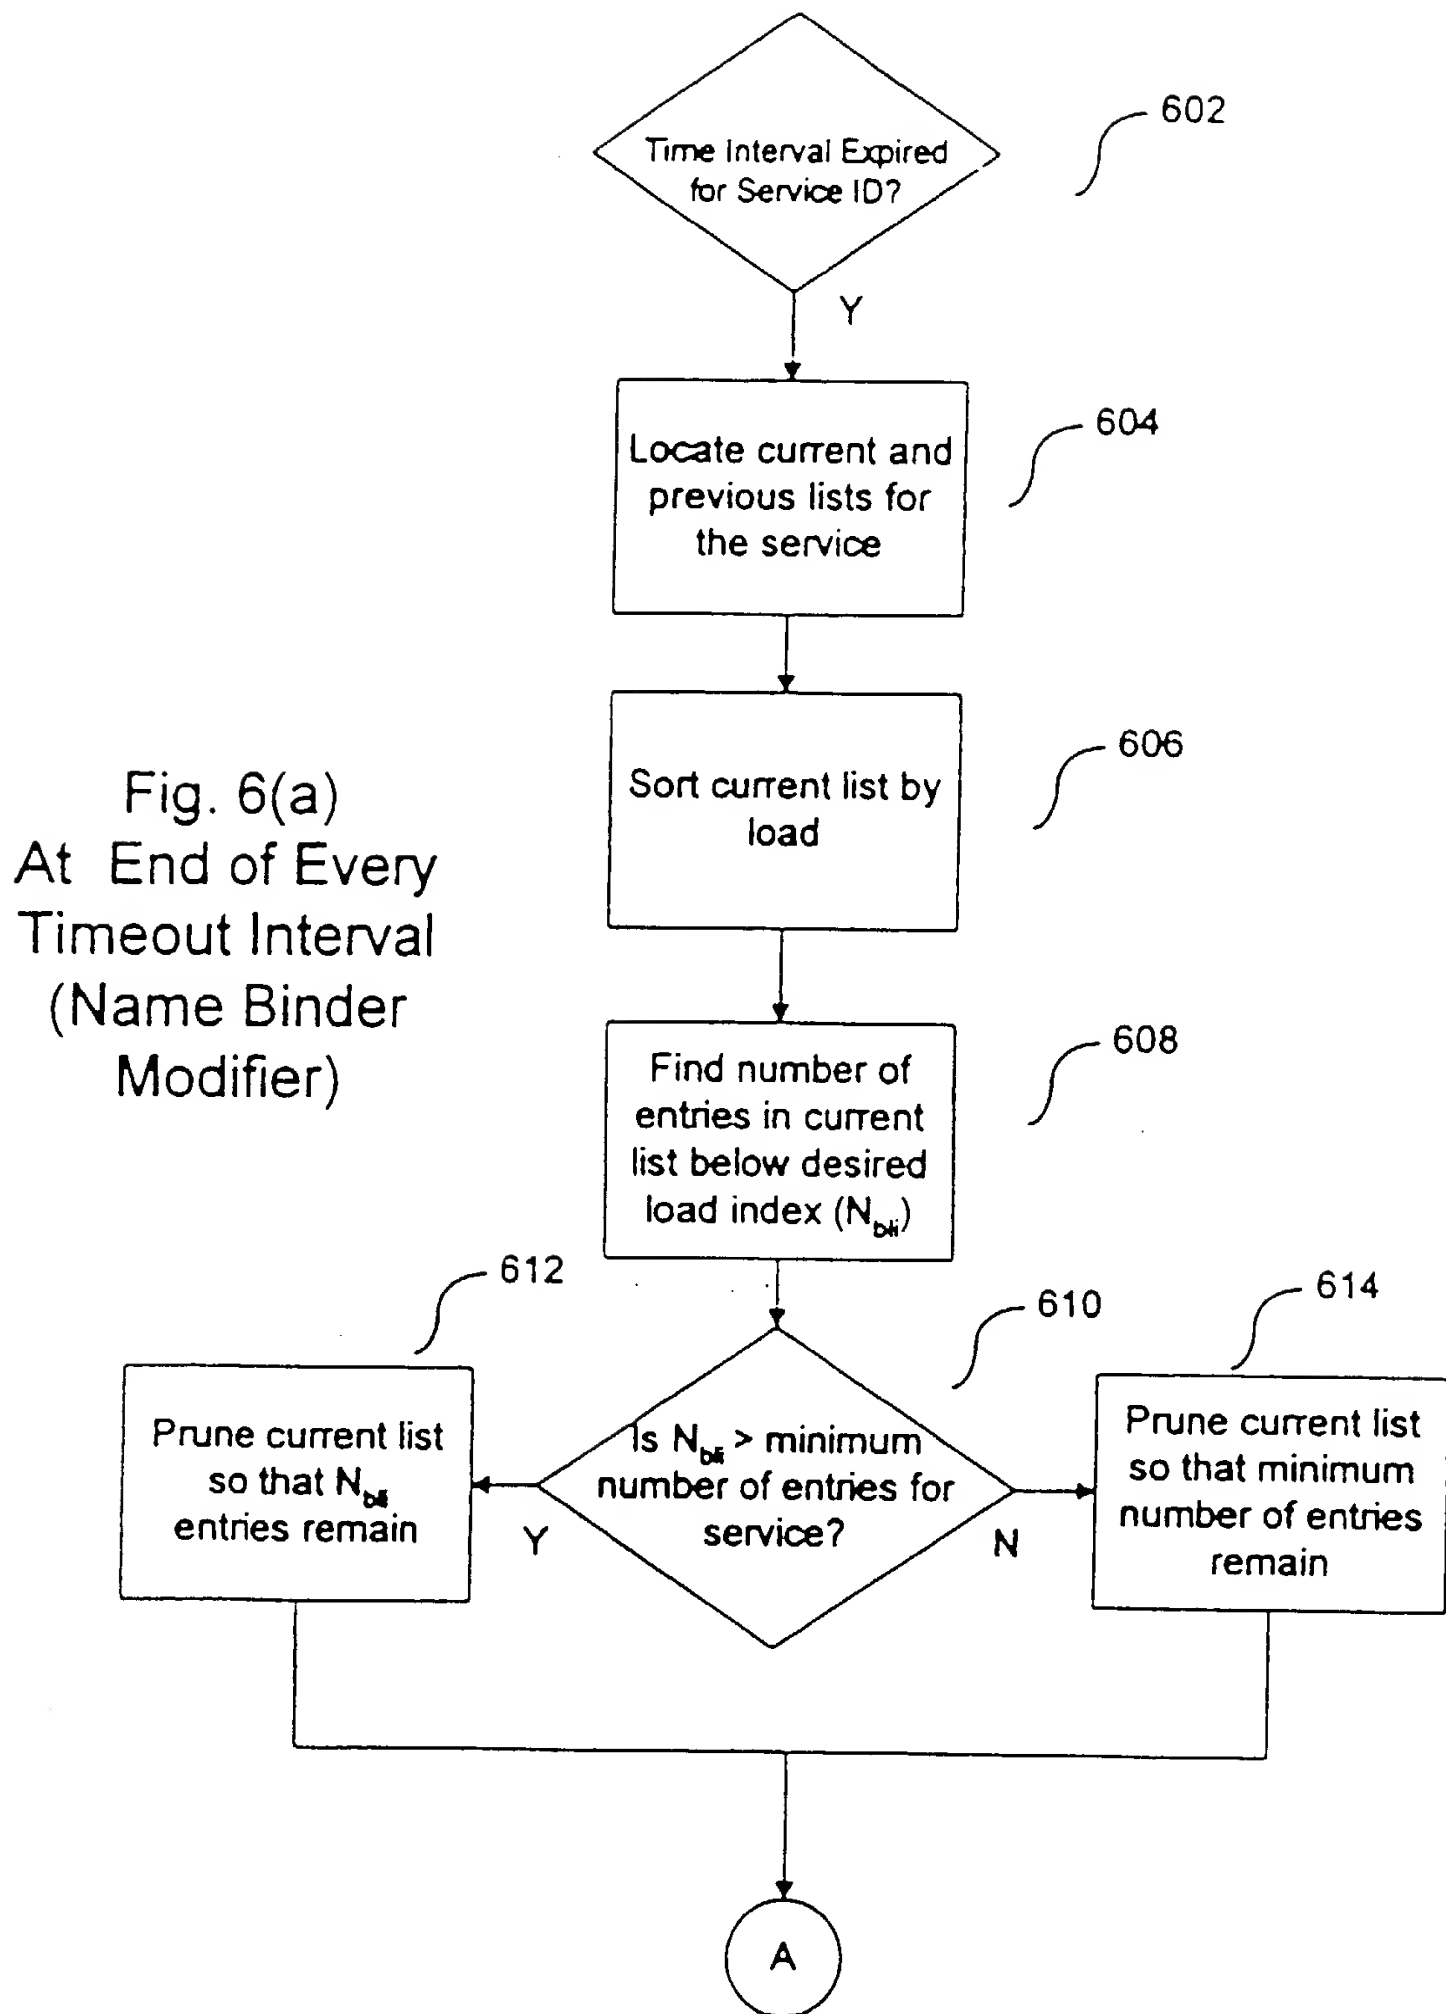 Time Interval Expired
for Service ID?
602
Y
Locate current and
previous lists for
the service
604
Sort current list by
load
606
Fig. 6(a)
At End of Every
Timeout Interval
(Name Binder
Modifier)
Find number of
entries in current
list below desired
load index (N_bli)
608
612
610
614
Prune current list
so that N_bli
entries remain
Is N_bli > minimum
number of entries for
service?
Y
N
Prune current list
so that minimum
number of entries
remain
A